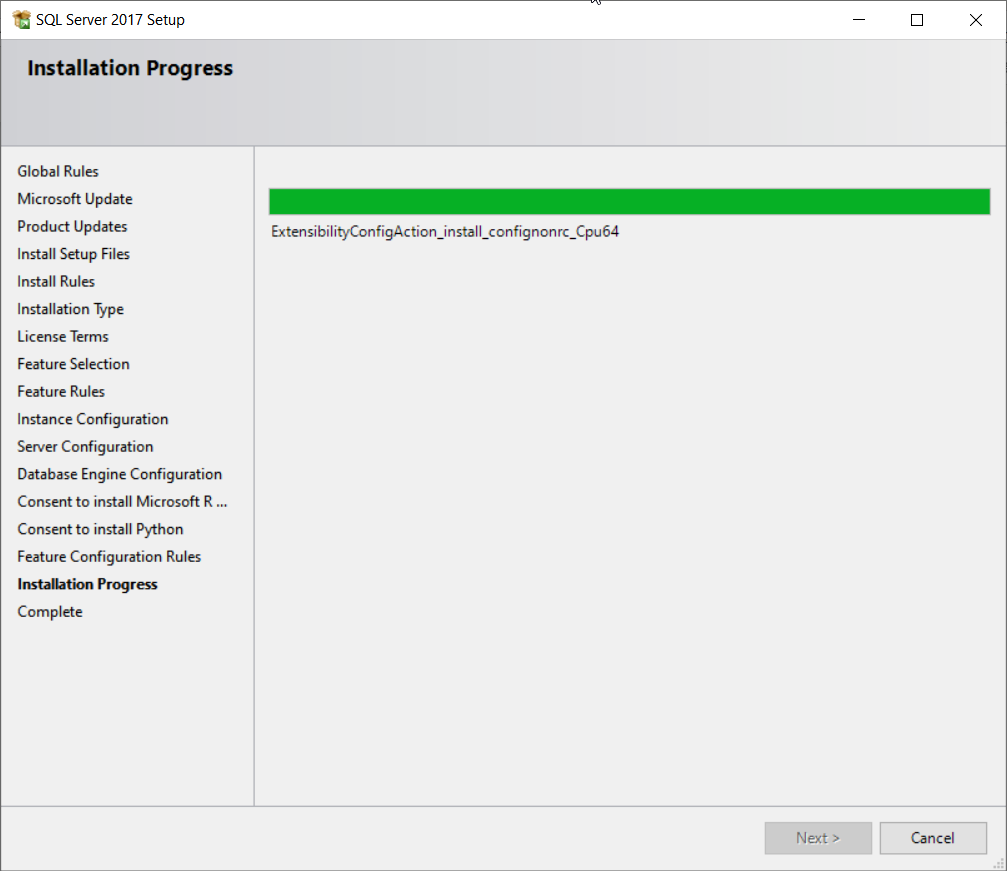 SQL Server 2017 Setup
Installation Progress
Global Rules
Microsoft Update
Product Updates
Install Setup Files
Install Rules
Installation Type
License Terms
Feature Selection
Feature Rules
Instance Configuration
Server Configuration
Database Engine Configuration
Consent to install Microsoft R ...
Consent to install Python
Feature Configuration Rules
Installation Progress
Complete
ExtensibilityConfigAction_install_confignonrc_Cpu64
Next >
Cancel